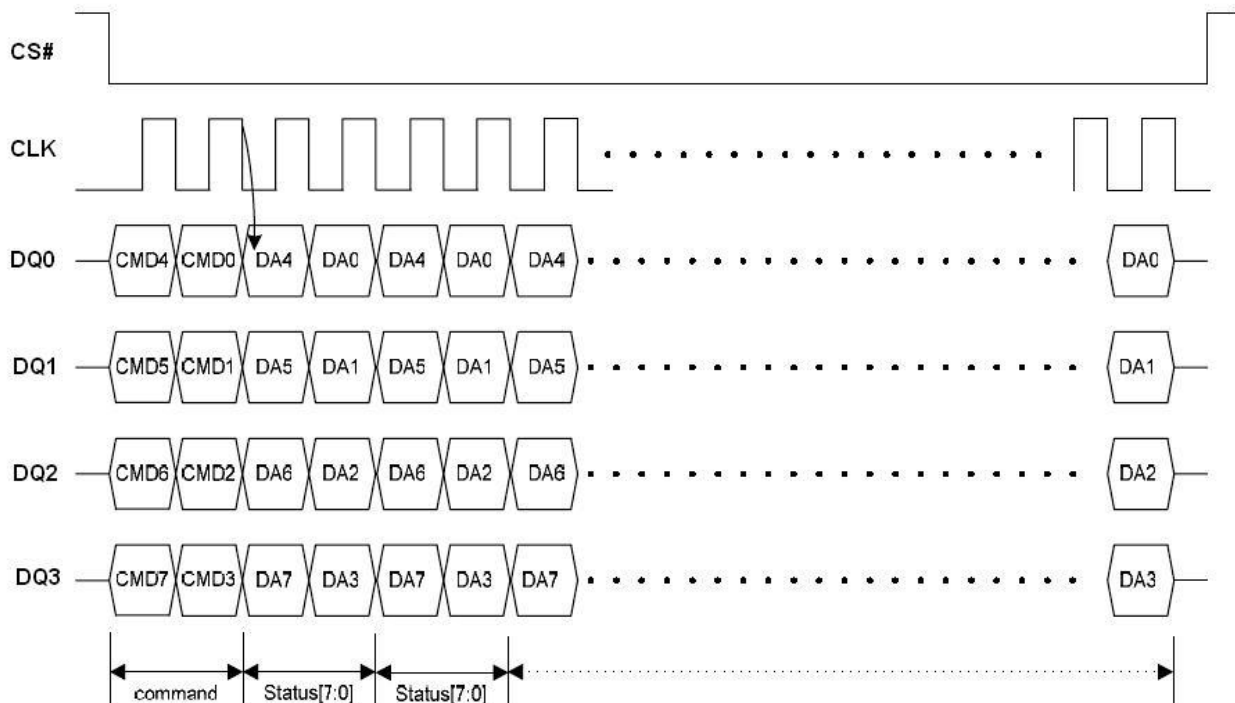 CS#
CLK
DQ0 CMD4 CMD0 DA4 DA0 DA4 DA0 DA4 DA0
DQ1 CMD5 CMD1 DA5 DA1 DA5 DA1 DA5 DA1
DQ2 CMD6 CMD2 DA6 DA2 DA6 DA2 DA6 DA2
DQ3 CMD7 CMD3 DA7 DA3 DA7 DA3 DA7 DA3
command Status[7:0] Status[7:0]